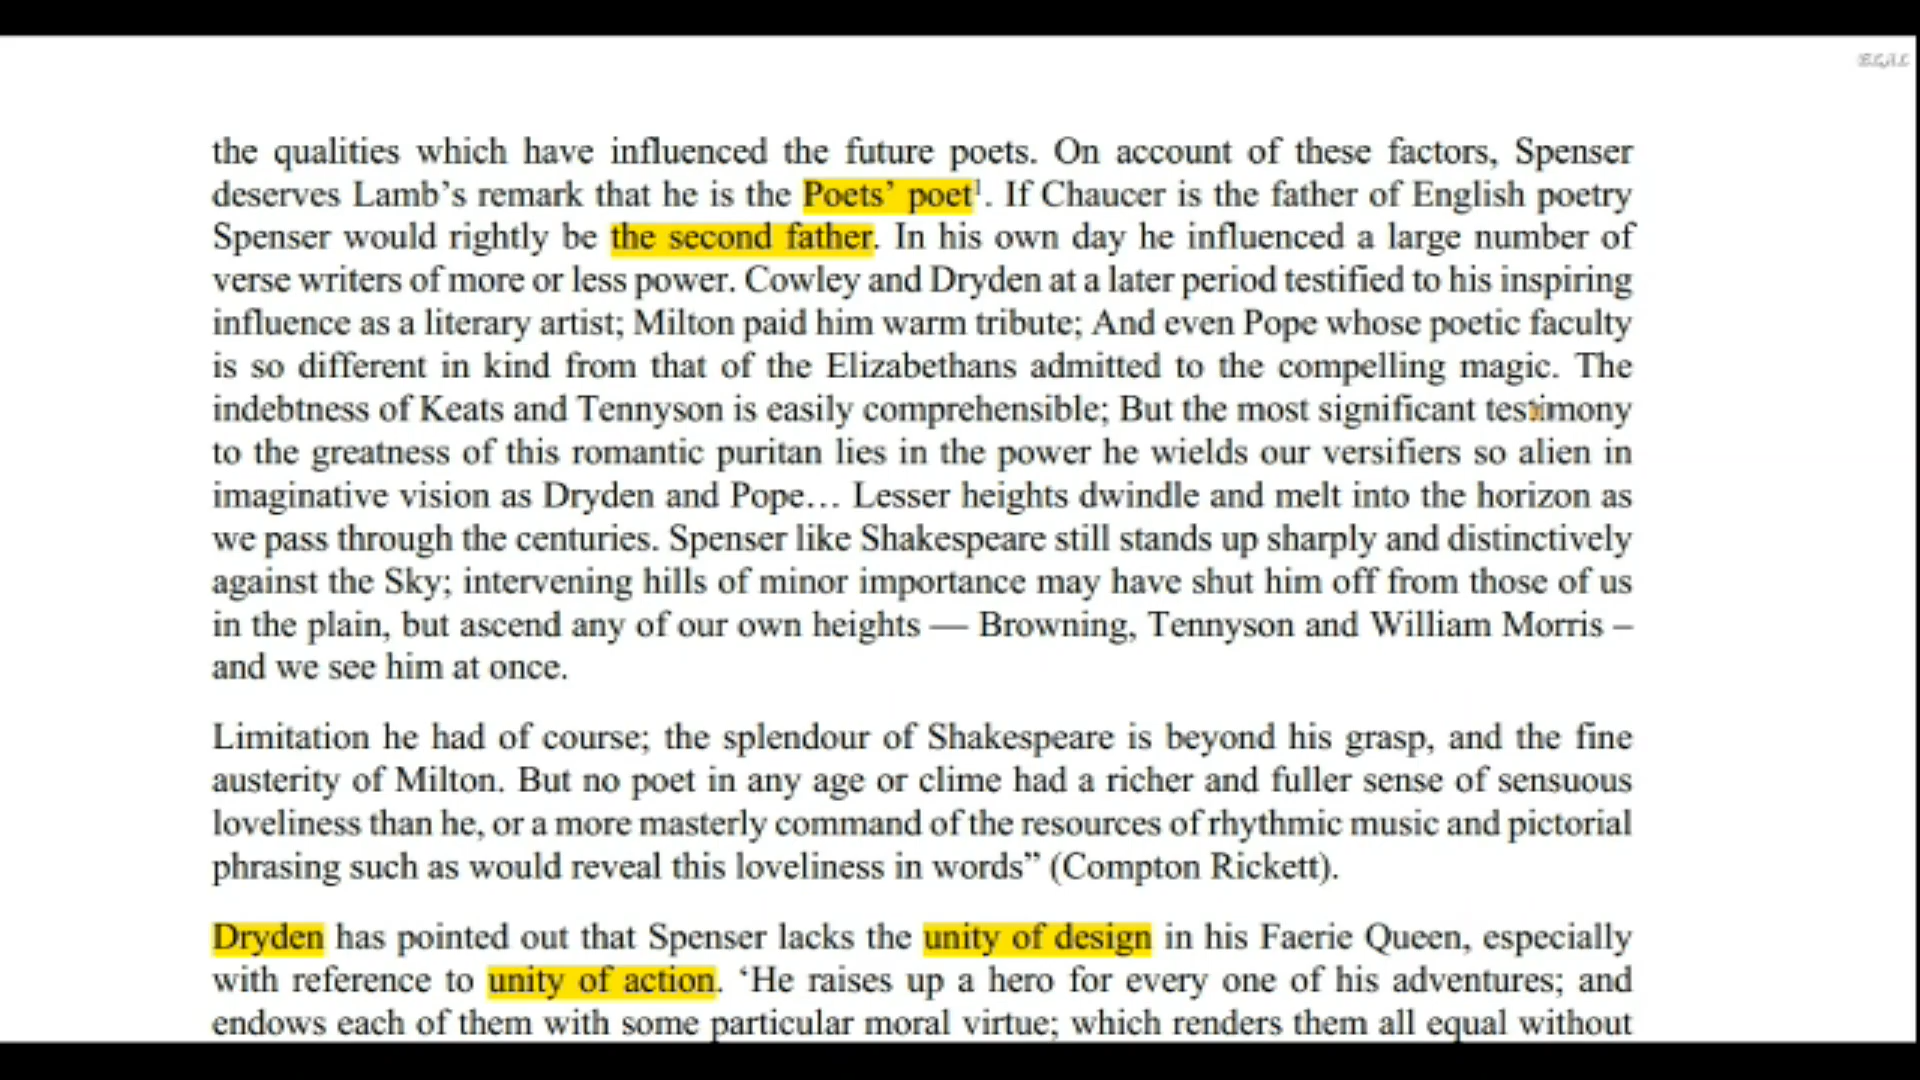 EGAL
the qualities which have influenced the future poets. On account of these factors, Spenser
deserves Lamb’s remark that he is the Poets’ poet¹. If Chaucer is the father of English poetry
Spenser would rightly be the second father. In his own day he influenced a large number of
verse writers of more or less power. Cowley and Dryden at a later period testified to his inspiring
influence as a literary artist; Milton paid him warm tribute; And even Pope whose poetic faculty
is so different in kind from that of the Elizabethans admitted to the compelling magic. The
indebtness of Keats and Tennyson is easily comprehensible; But the most significant testimony
to the greatness of this romantic puritan lies in the power he wields our versifiers so alien in
imaginative vision as Dryden and Pope… Lesser heights dwindle and melt into the horizon as
we pass through the centuries. Spenser like Shakespeare still stands up sharply and distinctively
against the Sky; intervening hills of minor importance may have shut him off from those of us
in the plain, but ascend any of our own heights — Browning, Tennyson and William Morris –
and we see him at once.
Limitation he had of course; the splendour of Shakespeare is beyond his grasp, and the fine
austerity of Milton. But no poet in any age or clime had a richer and fuller sense of sensuous
loveliness than he, or a more masterly command of the resources of rhythmic music and pictorial
phrasing such as would reveal this loveliness in words” (Compton Rickett).
Dryden has pointed out that Spenser lacks the unity of design in his Faerie Queen, especially
with reference to unity of action. ‘He raises up a hero for every one of his adventures; and
endows each of them with some particular moral virtue; which renders them all equal without